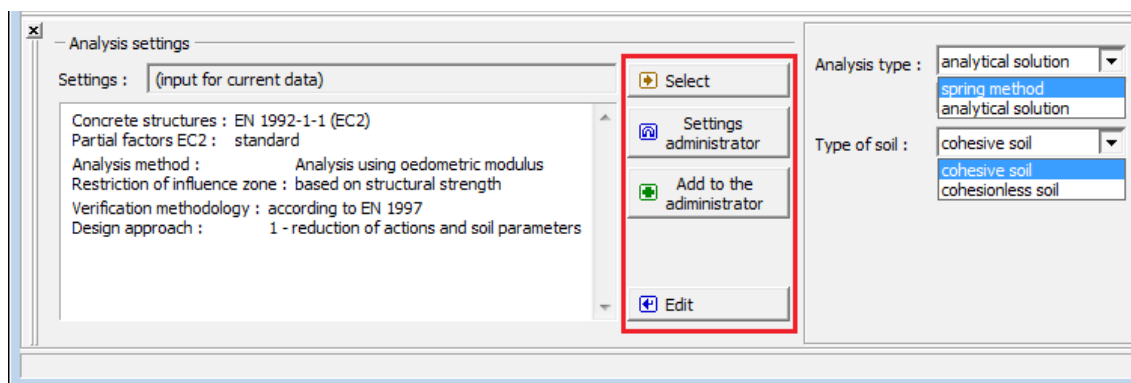 Analysis settings
Settings : (input for current data)
Concrete structures : EN 1992-1-1 (EC2)
Partial factors EC2 : standard
Analysis method : Analysis using oedometric modulus
Restriction of influence zone : based on structural strength
Verification methodology : according to EN 1997
Design approach : 1 - reduction of actions and soil parameters
Select
Settings
administrator
Add to the
adiministrator
Edit
Analysis type : analytical solution
spring method
analytical solution
Type of soil : cohesive soil
cohesive soil
cohesionless soil